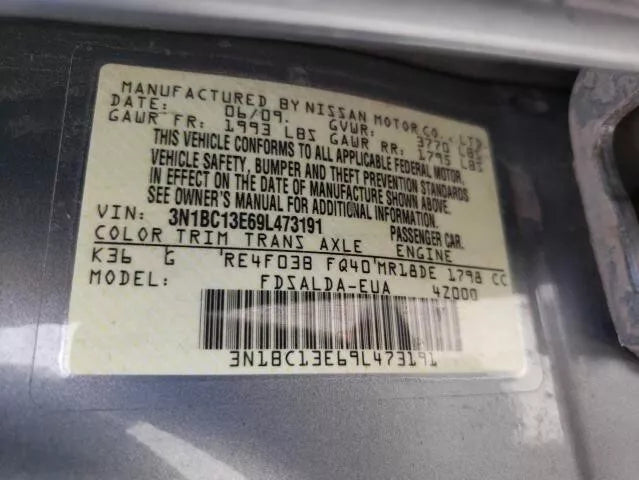 MANUFACTURED BY NISSAN MOTOR CO., LTD.
DATE: 06/09. GVWR: 3770 LBS
GAWR FR: 1993 LBS GAWR RR: 1795 LBS
THIS VEHICLE CONFORMS TO ALL APPLICABLE FEDERAL MOTOR
VEHICLE SAFETY, BUMPER AND THEFT PREVENTION STANDARDS
IN EFFECT ON THE DATE OF MANUFACTURE SHOWN ABOVE.
SEE OWNER'S MANUAL FOR ADDITIONAL INFORMATION.
VIN: 3N1BC13E69L473191 PASSENGER CAR.
COLOR TRIM TRANS AXLE ENGINE
K36 G RE4F03B FQ40 MR18DE 1798 CC
MODEL: FDSALDA-EUA 4Z000
3N1BC13E69L473191